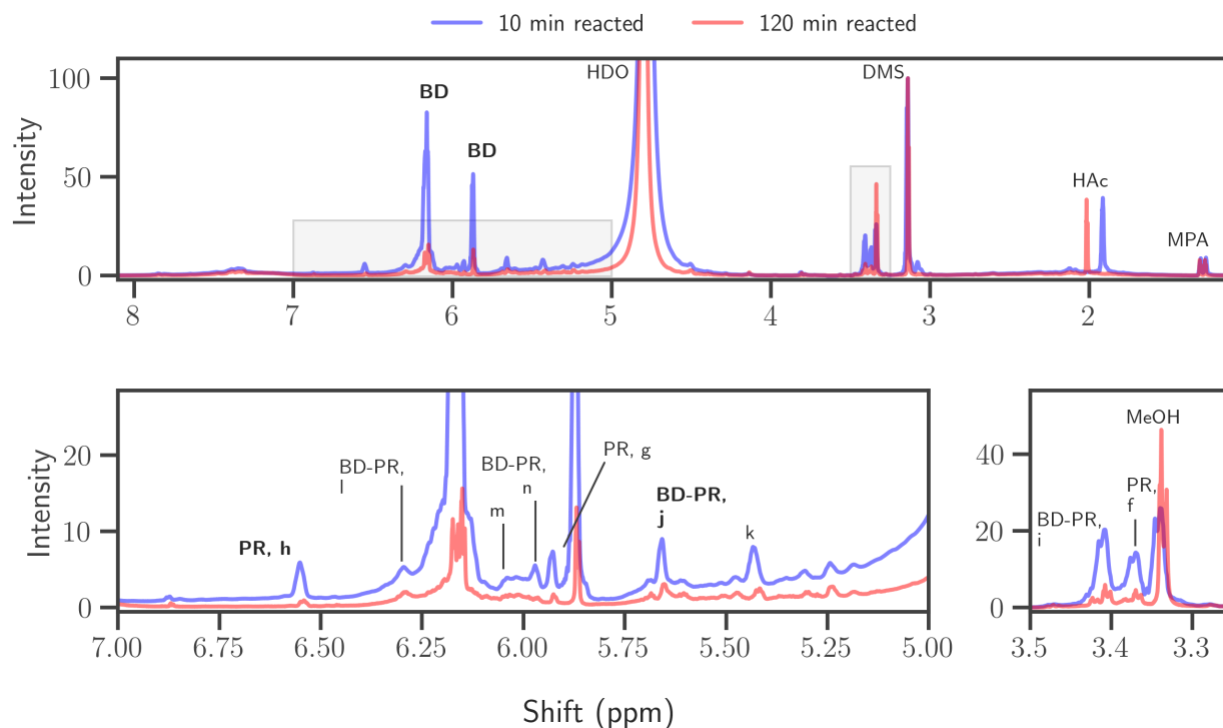 10 min reacted 120 min reacted
Intensity
100
50
0
BD
BD
HDO
DMS
HAc
MPA
8 7 6 5 4 3 2
Intensity
20
10
0
PR, h
BD-PR,
l
m
BD-PR,
n
PR, g
BD-PR,
j
k
7.00 6.75 6.50 6.25 6.00 5.75 5.50 5.25 5.00
40
20
0
BD-PR,
i
PR,
f
MeOH
3.5 3.4 3.3
Shift (ppm)